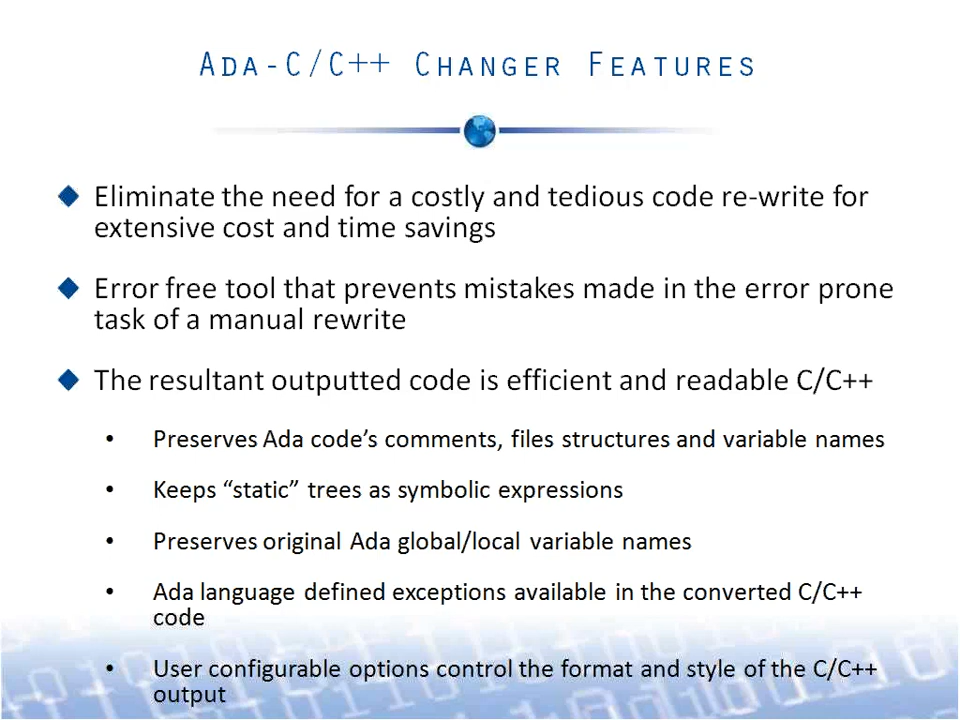 Ada-C/C++ Changer Features
Eliminate the need for a costly and tedious code re-write for
extensive cost and time savings
Error free tool that prevents mistakes made in the error prone
task of a manual rewrite
The resultant outputted code is efficient and readable C/C++
Preserves Ada code’s comments, files structures and variable names
Keeps “static” trees as symbolic expressions
Preserves original Ada global/local variable names
Ada language defined exceptions available in the converted C/C++
code
User configurable options control the format and style of the C/C++
output